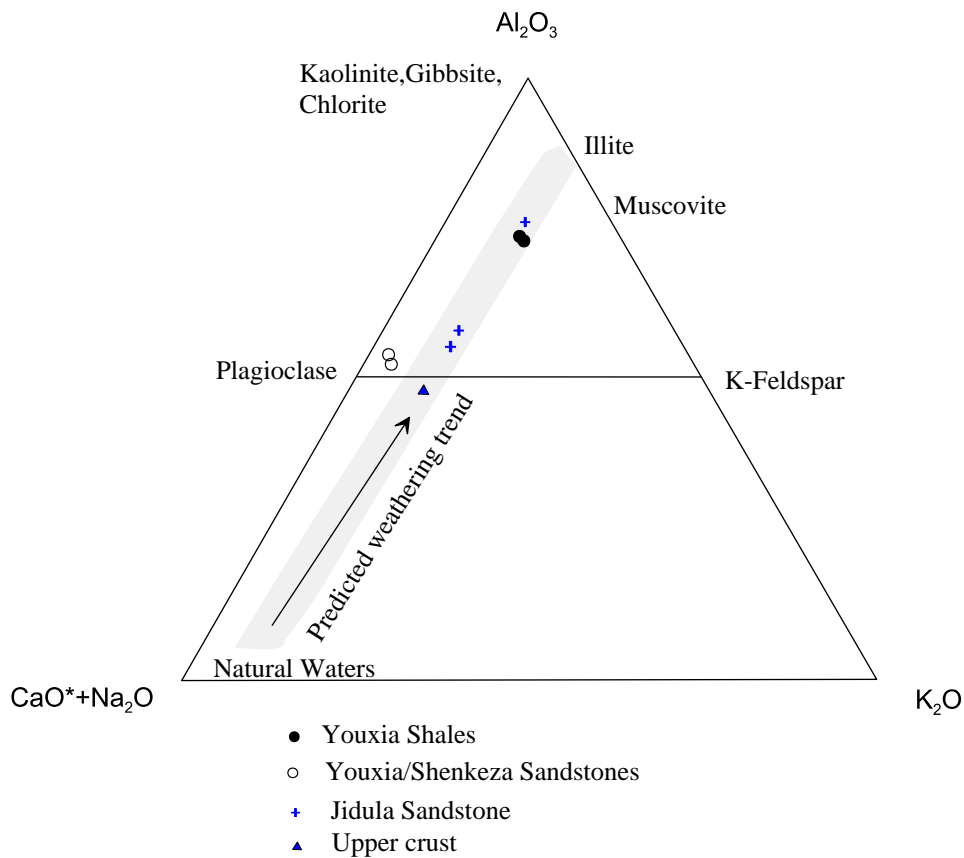 Al₂O₃
Kaolinite,Gibbsite,
Chlorite
Illite
Muscovite
Plagioclase
K-Feldspar
Predicted weathering trend
Natural Waters
CaO*+Na₂O
K₂O
Youxia Shales
Youxia/Shenkeza Sandstones
Jidula Sandstone
Upper crust